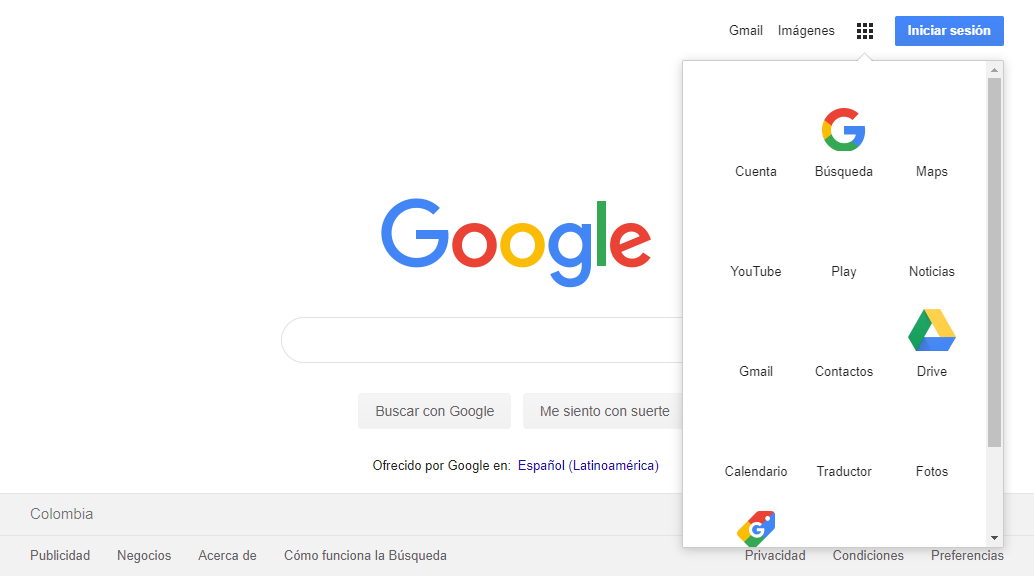 Gmail Imágenes Iniciar sesión
Cuenta Búsqueda Maps
Google
YouTube Play Noticias
Gmail Contactos Drive
Buscar con Google Me siento con suerte
Ofrecido por Google en: Español (Latinoamérica)
Calendario Traductor Fotos
Colombia
G
Publicidad Negocios Acerca de Cómo funciona la Búsqueda Privacidad Condiciones Preferencias